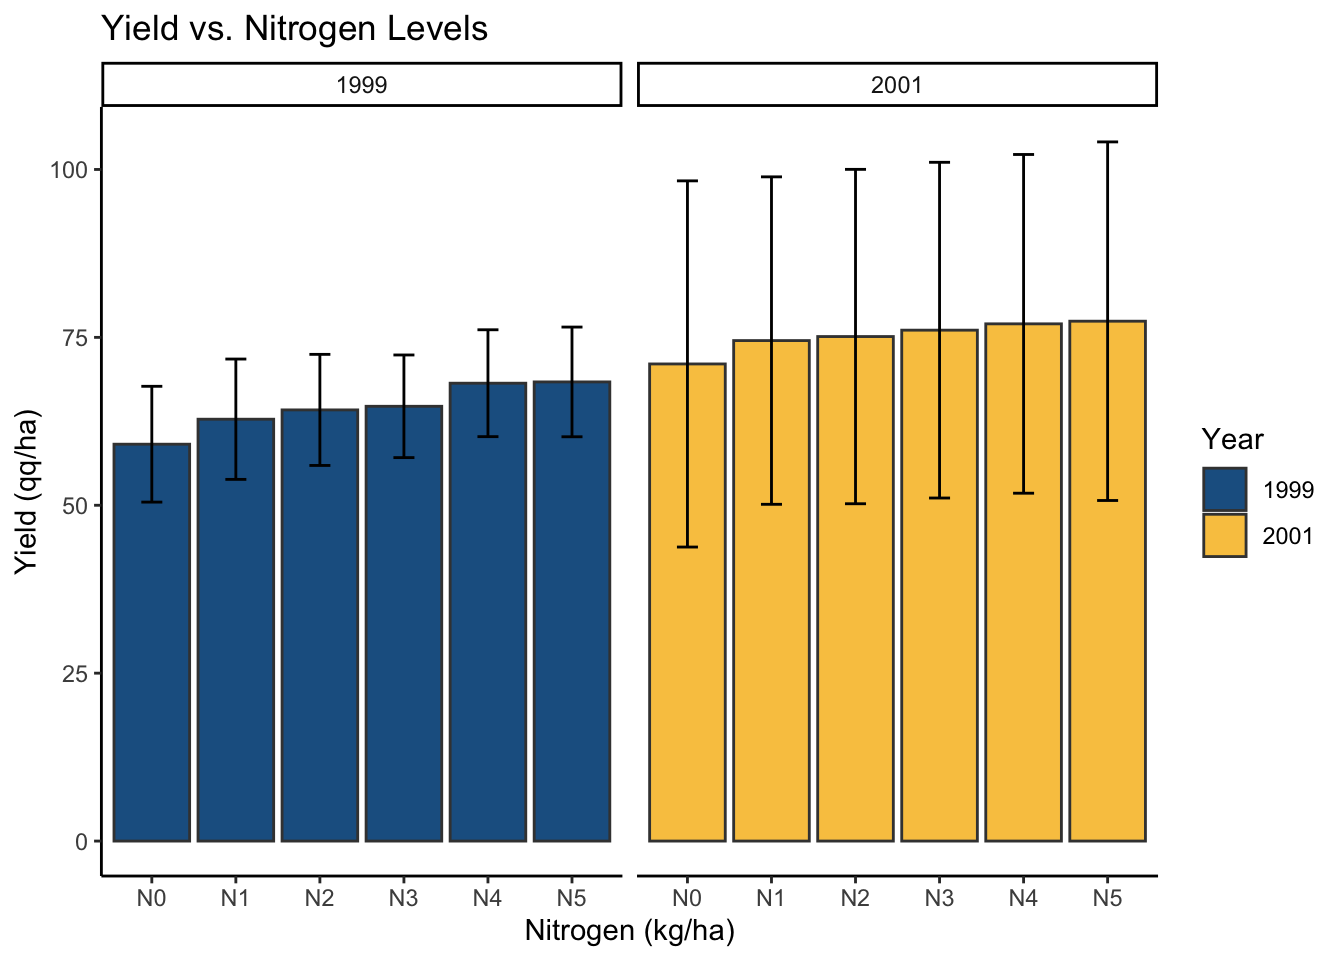 Yield vs. Nitrogen Levels
1999
2001
Yield (qq/ha)
100
75
50
25
0
N0 N1 N2 N3 N4 N5
N0 N1 N2 N3 N4 N5
Nitrogen (kg/ha)
Year
1999
2001